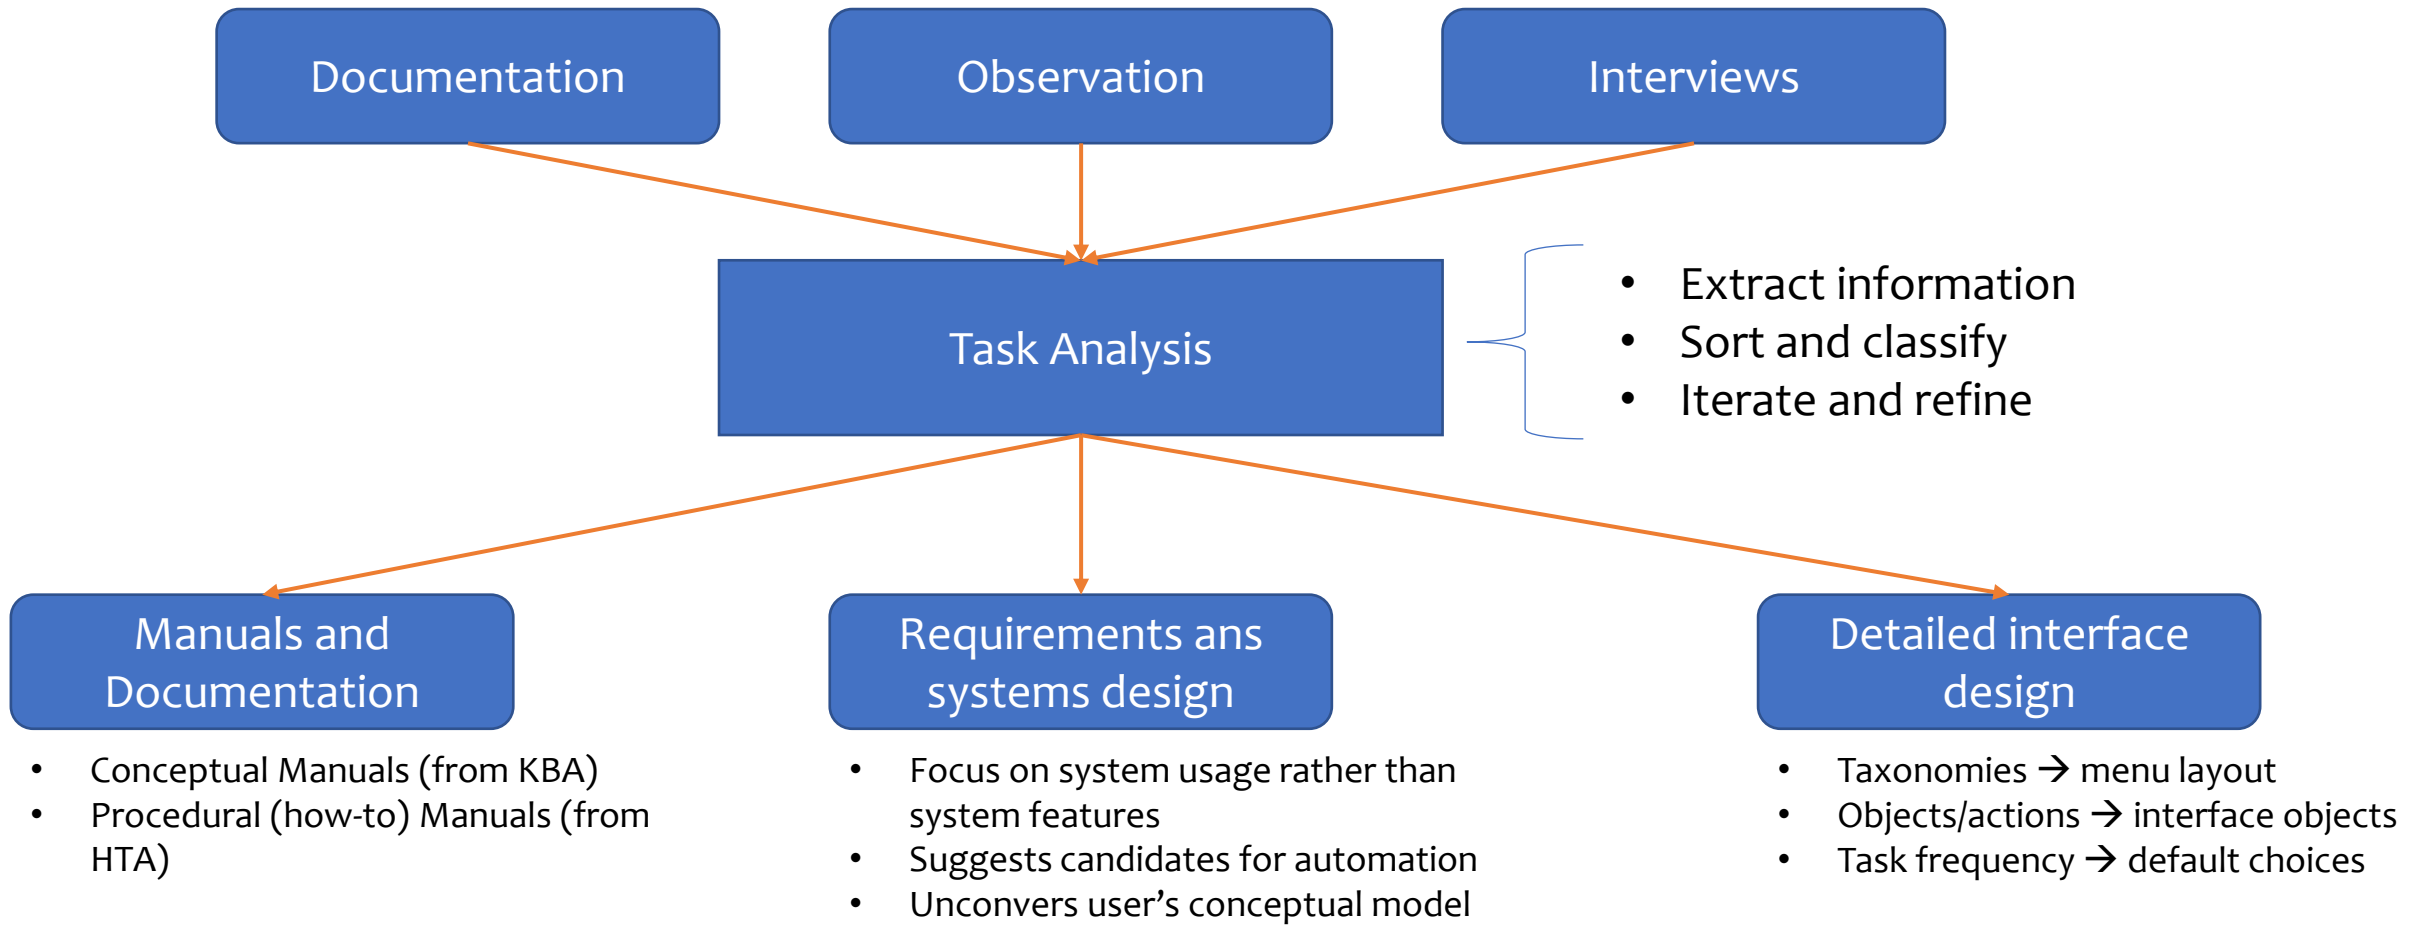 Documentation
Observation
Interviews
Task Analysis
• Extract information
• Sort and classify
• Iterate and refine
Manuals and
Documentation
Requirements ans
systems design
Detailed interface
design
• Conceptual Manuals (from KBA)
• Procedural (how-to) Manuals (from
HTA)
• Focus on system usage rather than
system features
• Suggests candidates for automation
• Unconvers user’s conceptual model
• Taxonomies → menu layout
• Objects/actions → interface objects
• Task frequency → default choices